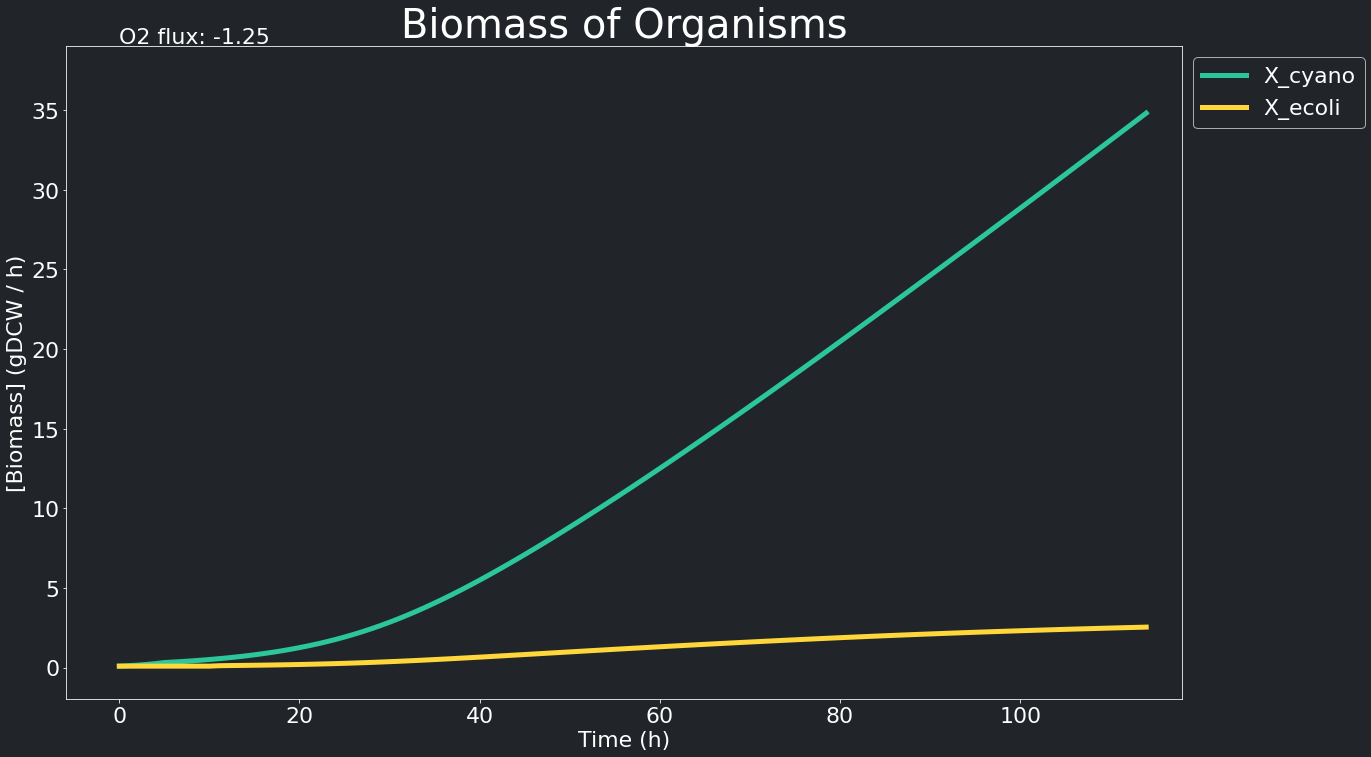 Biomass of Organisms
O2 flux: -1.25
X_cyano
X_ecoli
[Biomass] (gDCW / h)
35
30
25
20
15
10
5
0
0 20 40 60 80 100
Time (h)